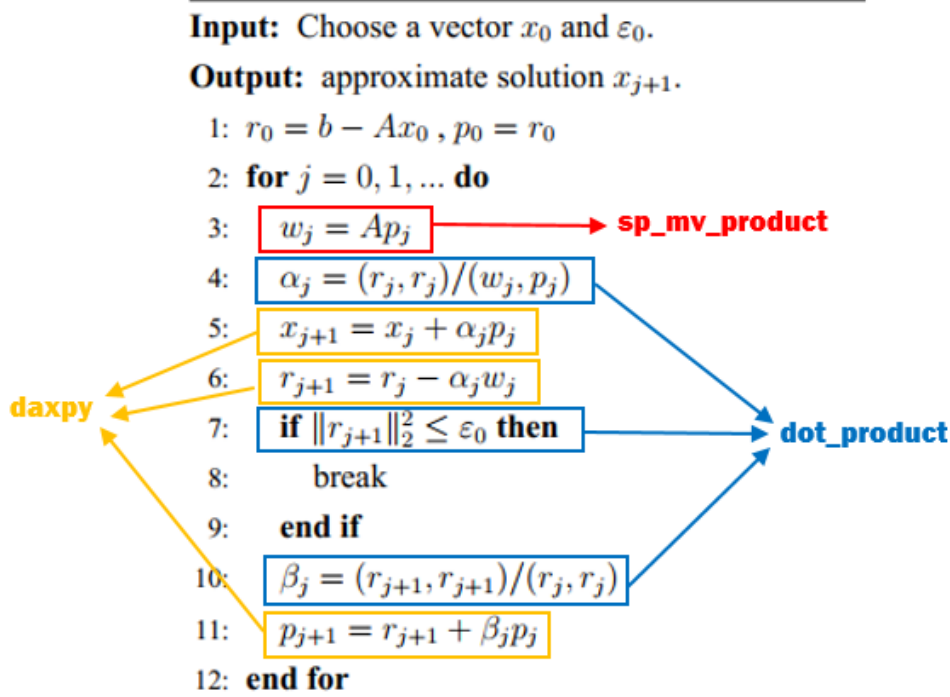 Input: Choose a vector x₀ and ε₀.
Output: approximate solution xⱼ₊₁.
1: r₀ = b − Ax₀ , p₀ = r₀
2: for j = 0, 1, ... do
3: wⱼ = Apⱼ
sp_mv_product
4: αⱼ = (rⱼ, rⱼ)/(wⱼ, pⱼ)
5: xⱼ₊₁ = xⱼ + αⱼpⱼ
6: rⱼ₊₁ = rⱼ − αⱼwⱼ
daxpy
7: if ‖rⱼ₊₁‖₂² ≤ ε₀ then
dot_product
8: break
9: end if
10: βⱼ = (rⱼ₊₁, rⱼ₊₁)/(rⱼ, rⱼ)
11: pⱼ₊₁ = rⱼ₊₁ + βⱼpⱼ
12: end for